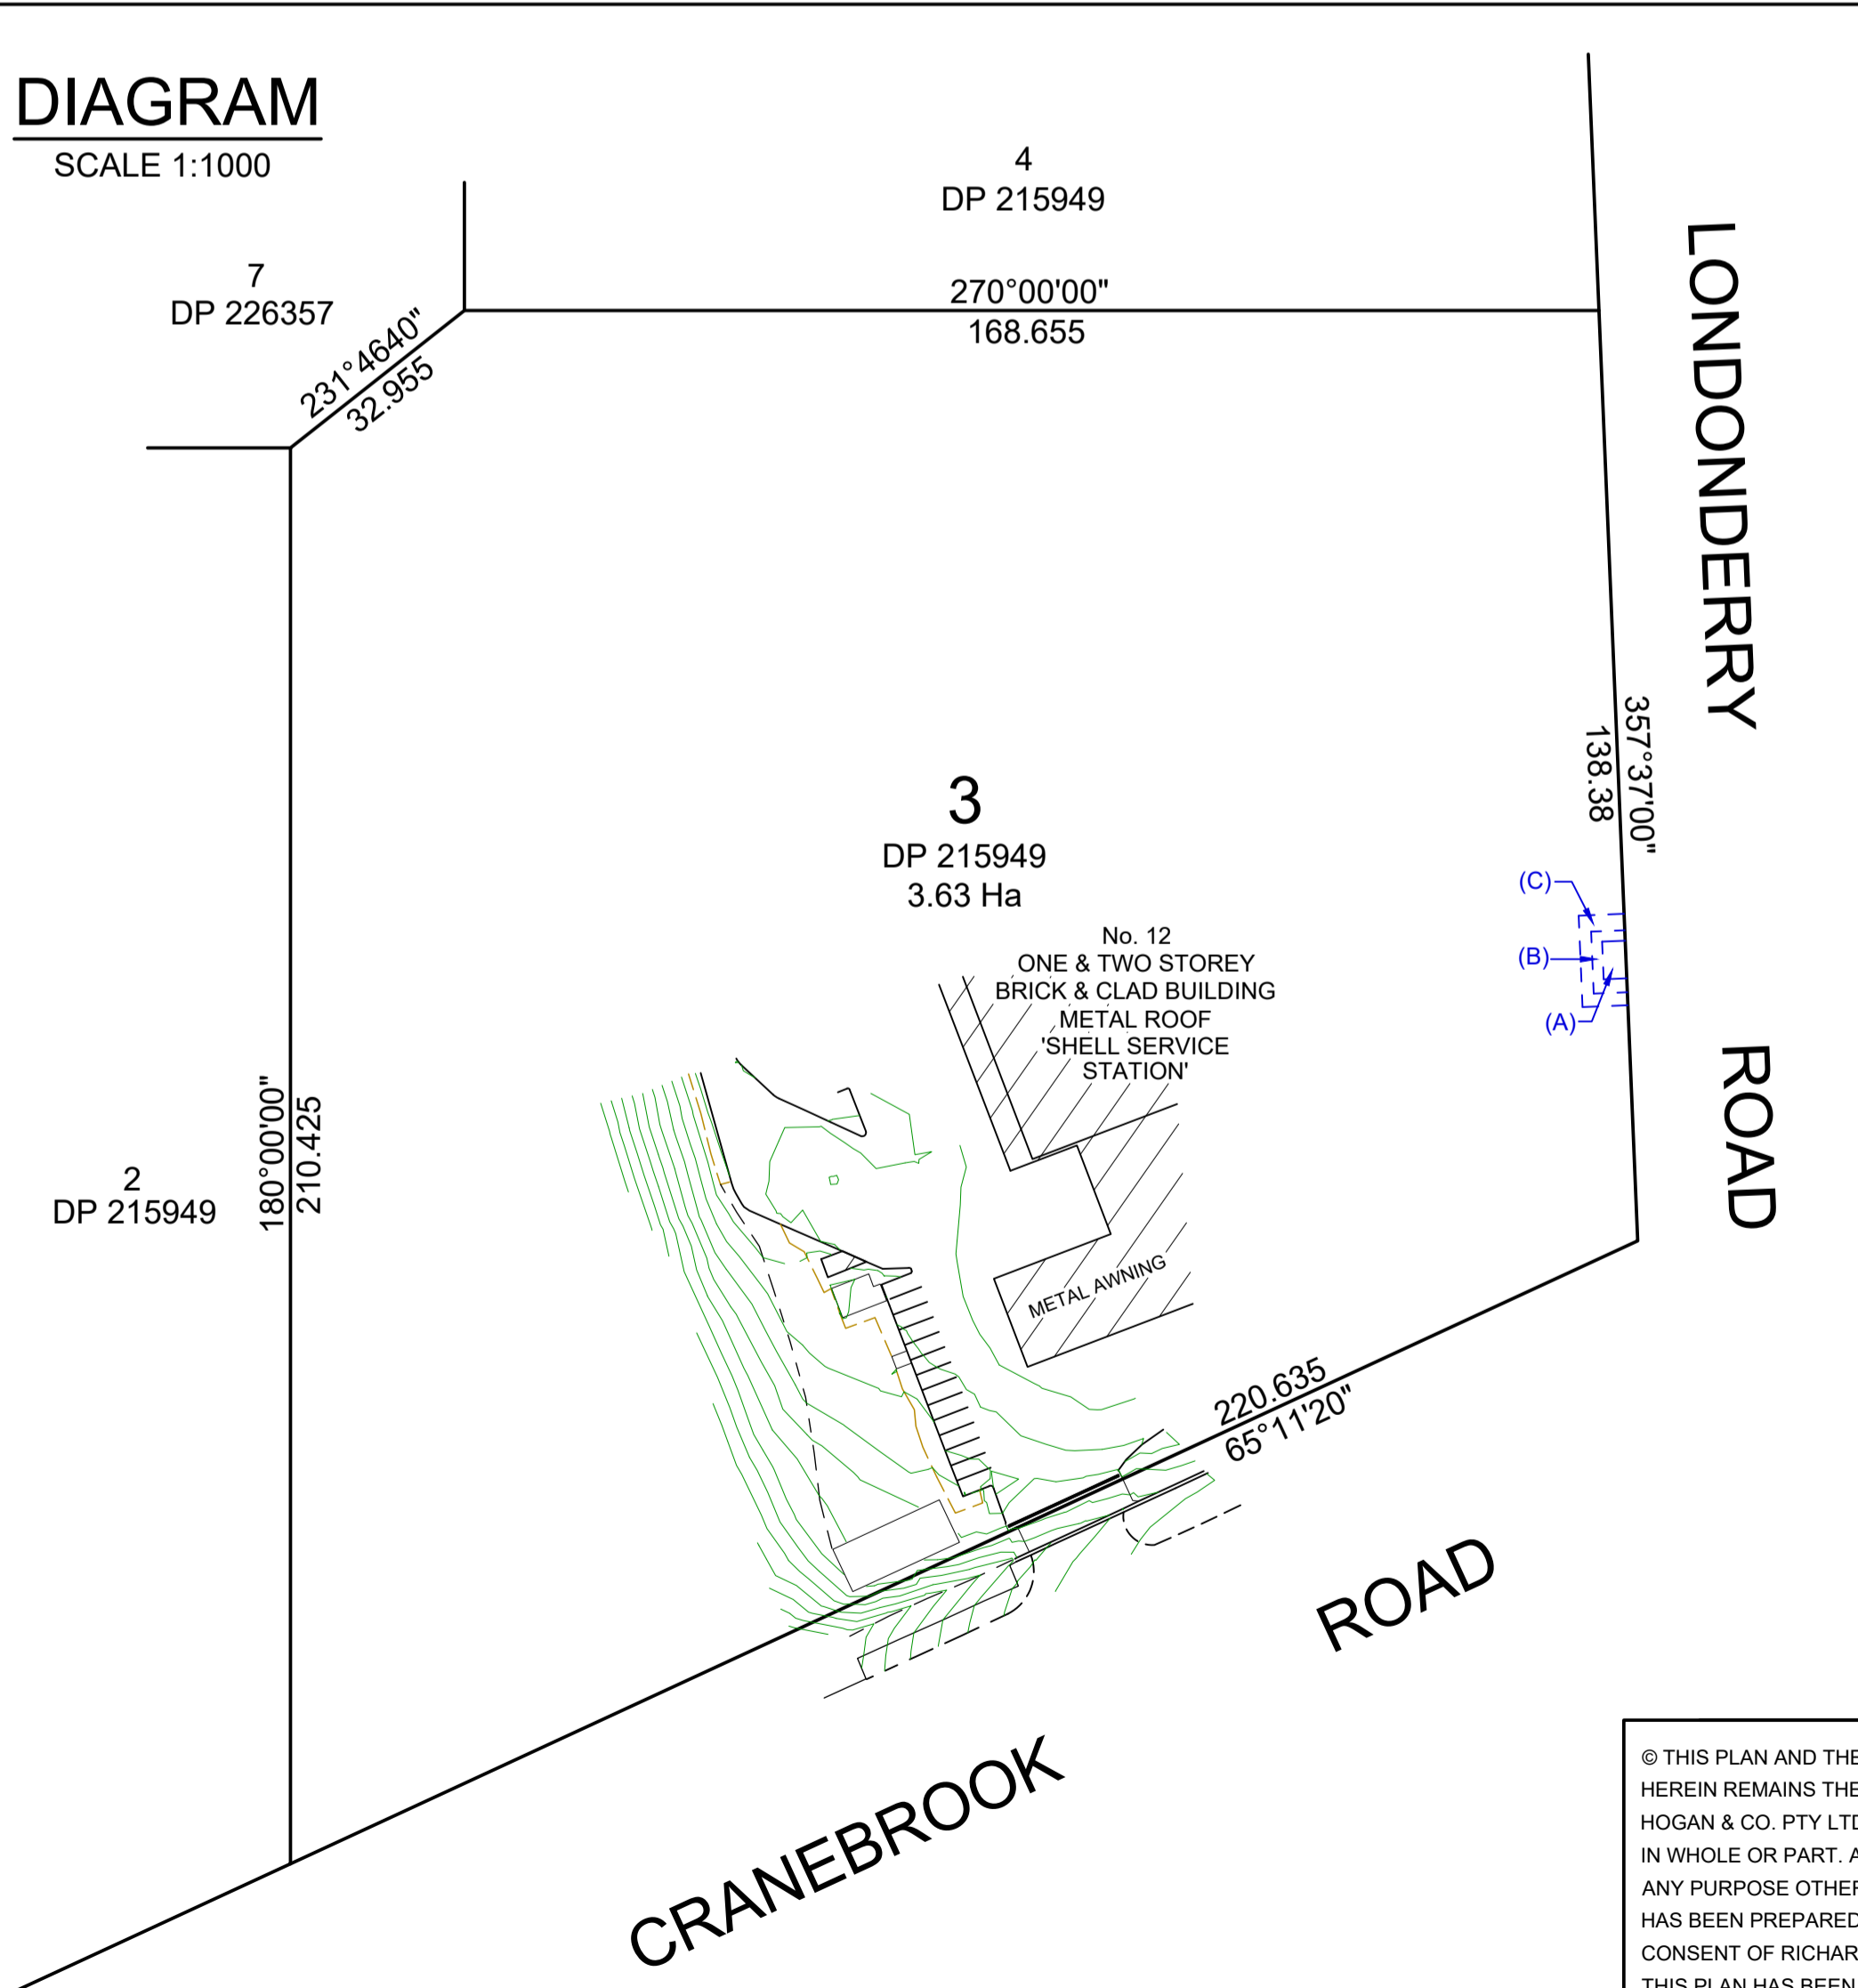 DIAGRAM
SCALE 1:1000
4
DP 215949
7
DP 226357
270°00'00"
168.655
231°4640"
32.955
LONDONDERRY
ROAD
357°37'00"
138.38
3
DP 215949
3.63 Ha
(C)
(B)
(A)
No. 12
ONE & TWO STOREY
BRICK & CLAD BUILDING
METAL ROOF
'SHELL SERVICE
STATION'
METAL AWNING
2
DP 215949
180°00'00"
210.425
220.635
65°11'20"
CRANEBROOK
ROAD
© THIS PLAN AND THE
HEREIN REMAINS THE
HOGAN & CO. PTY LTD
IN WHOLE OR PART. A
ANY PURPOSE OTHER
HAS BEEN PREPARED
CONSENT OF RICHAR
THIS PLAN HAS BEEN